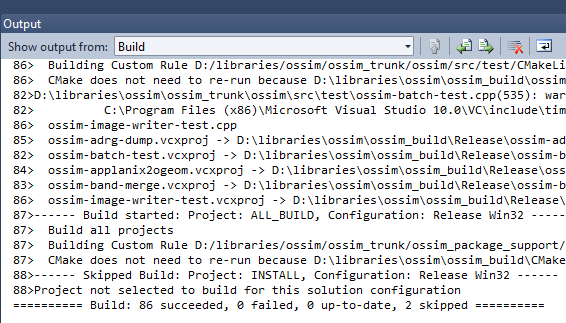 Output
Show output from: Build
86>  Building Custom Rule D:/libraries/ossim/ossim_trunk/ossim/src/test/CMakeLi
86>  CMake does not need to re-run because D:\libraries\ossim\ossim_build\ossim
82>D:\libraries\ossim\ossim_trunk\ossim\src\test\ossim-batch-test.cpp(535): war
82>          C:\Program Files (x86)\Microsoft Visual Studio 10.0\VC\include\tim
86>  ossim-image-writer-test.cpp
85>  ossim-adrg-dump.vcxproj -> D:\libraries\ossim\ossim_build\Release\ossim-ad
82>  ossim-batch-test.vcxproj -> D:\libraries\ossim\ossim_build\Release\ossim-b
84>  ossim-applanix2ogeom.vcxproj -> D:\libraries\ossim\ossim_build\Release\oss
83>  ossim-band-merge.vcxproj -> D:\libraries\ossim\ossim_build\Release\ossim-b
86>  ossim-image-writer-test.vcxproj -> D:\libraries\ossim\ossim_build\Release\
87>------ Build started: Project: ALL_BUILD, Configuration: Release Win32 ------
87>  Build all projects
87>  Building Custom Rule D:/libraries/ossim/ossim_trunk/ossim_package_support/
87>  CMake does not need to re-run because D:\libraries\ossim\ossim_build\CMake
88>------ Skipped Build: Project: INSTALL, Configuration: Release Win32 ------
88>Project not selected to build for this solution configuration
========== Build: 86 succeeded, 0 failed, 0 up-to-date, 2 skipped ==========